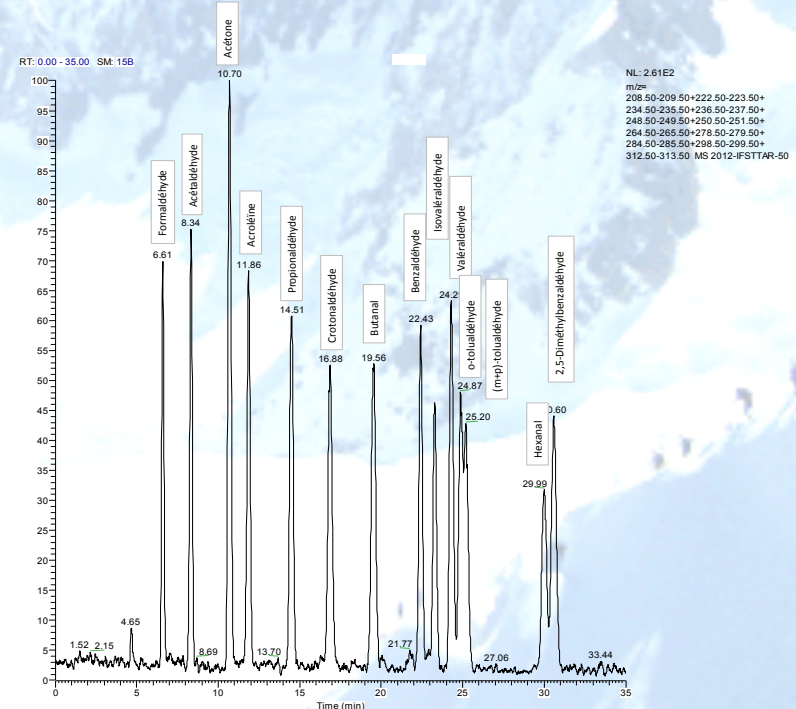 RT: 0.00 - 35.00 SM: 15B
NL: 2.61E2
m/z=
208.50-209.50+222.50-223.50+
234.50-235.50+236.50-237.50+
248.50-249.50+250.50-251.50+
264.50-265.50+278.50-279.50+
284.50-285.50+298.50-299.50+
312.50-313.50 MS 2012-IFSTTAR-50
Formaldéhyde
Acétaldéhyde
Acétone
Acroléine
Propionaldéhyde
Crotonaldéhyde
Butanal
Benzaldéhyde
Isovaléraldéhyde
Valéraldéhyde
o-tolualdéhyde
(m+p)-tolualdéhyde
Hexanal
2,5-Diméthylbenzaldéhyde
1.52
2.15
4.65
6.61
8.34
8.69
10.70
11.86
13.70
14.51
16.88
19.56
21.77
22.43
24.2
24.87
25.20
27.06
29.99
0.60
33.44
100
95
90
85
80
75
70
65
60
55
50
45
40
35
30
25
20
15
10
5
0
0 5 10 15 20 25 30 35
Time (min)